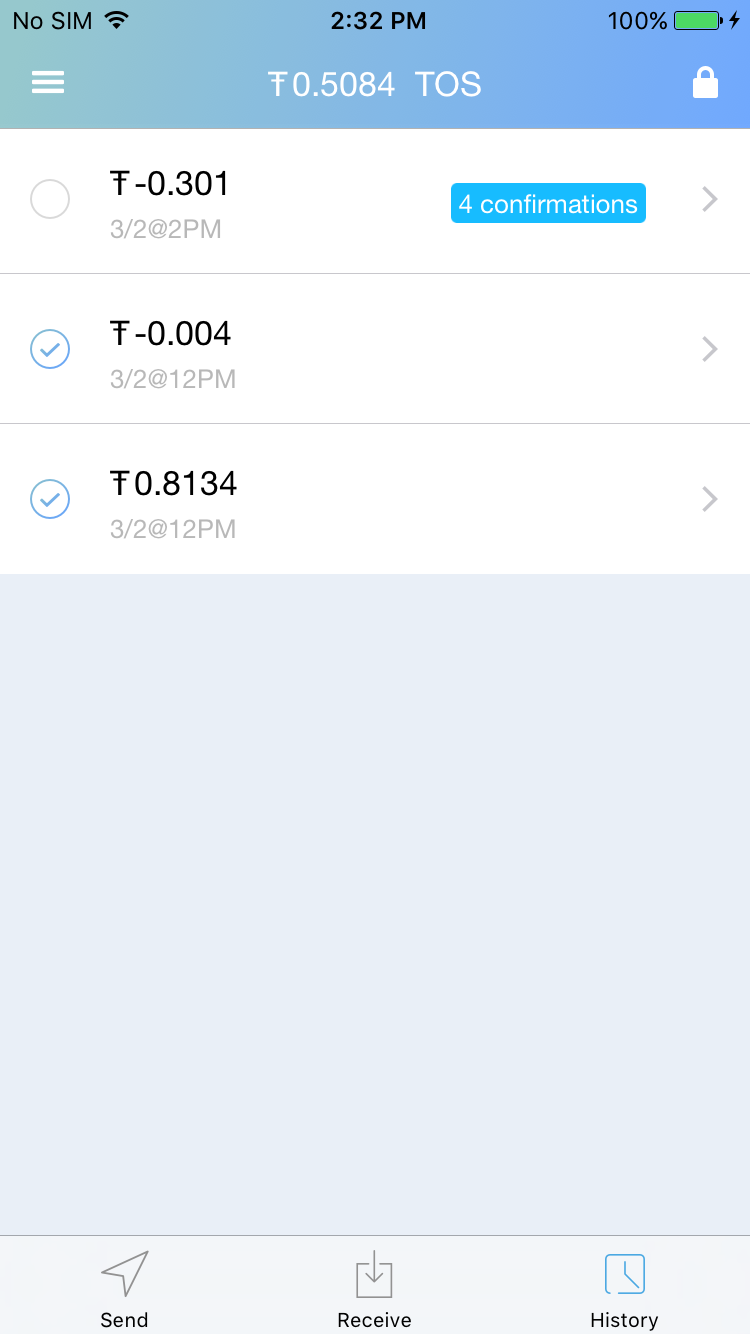 No SIM 2:32 PM 100%
Ŧ0.5084 TOS
Ŧ-0.301
4 confirmations
3/2@2PM
Ŧ-0.004
3/2@12PM
Ŧ0.8134
3/2@12PM
Send Receive History